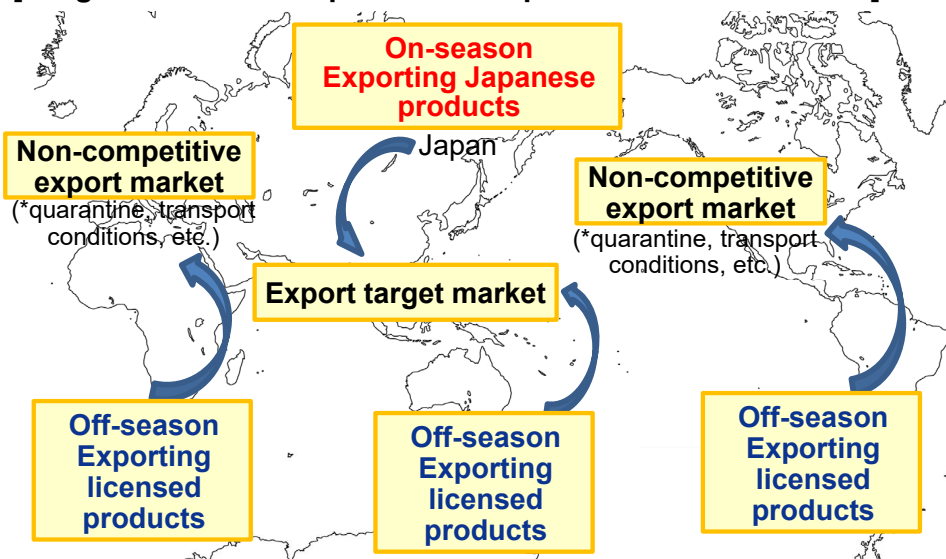 On-season
Exporting Japanese
products
Japan
Non-competitive
export market
(*quarantine, transport
conditions, etc.)
Non-competitive
export market
(*quarantine, transport
conditions, etc.)
Export target market
Off-season
Exporting
licensed
products
Off-season
Exporting
licensed
products
Off-season
Exporting
licensed
products